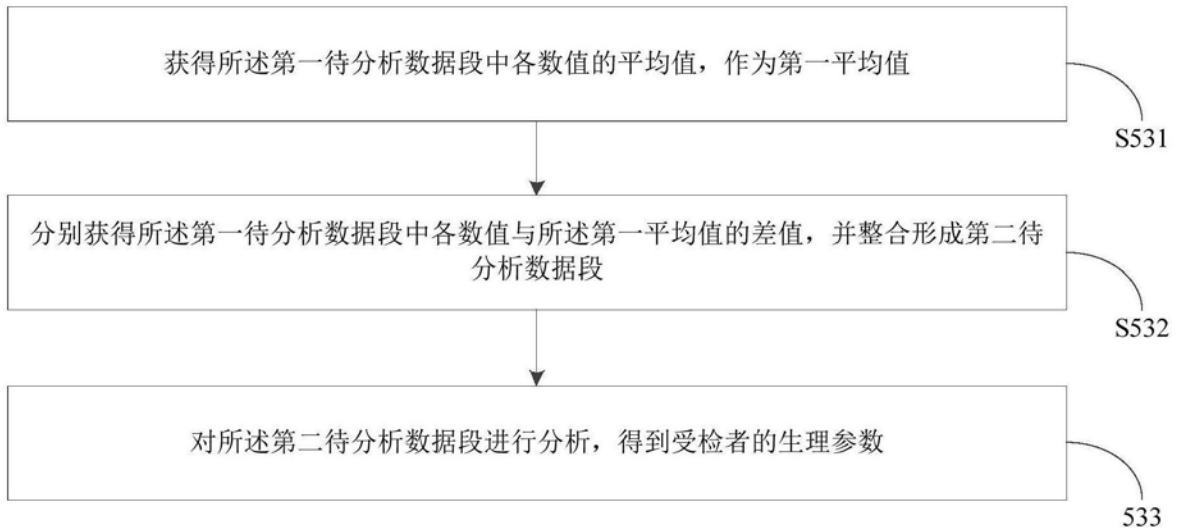 获得所述第一待分析数据段中各数值的平均值，作为第一平均值
S531
分别获得所述第一待分析数据段中各数值与所述第一平均值的差值，并整合形成第二待
分析数据段
S532
对所述第二待分析数据段进行分析，得到受检者的生理参数
533